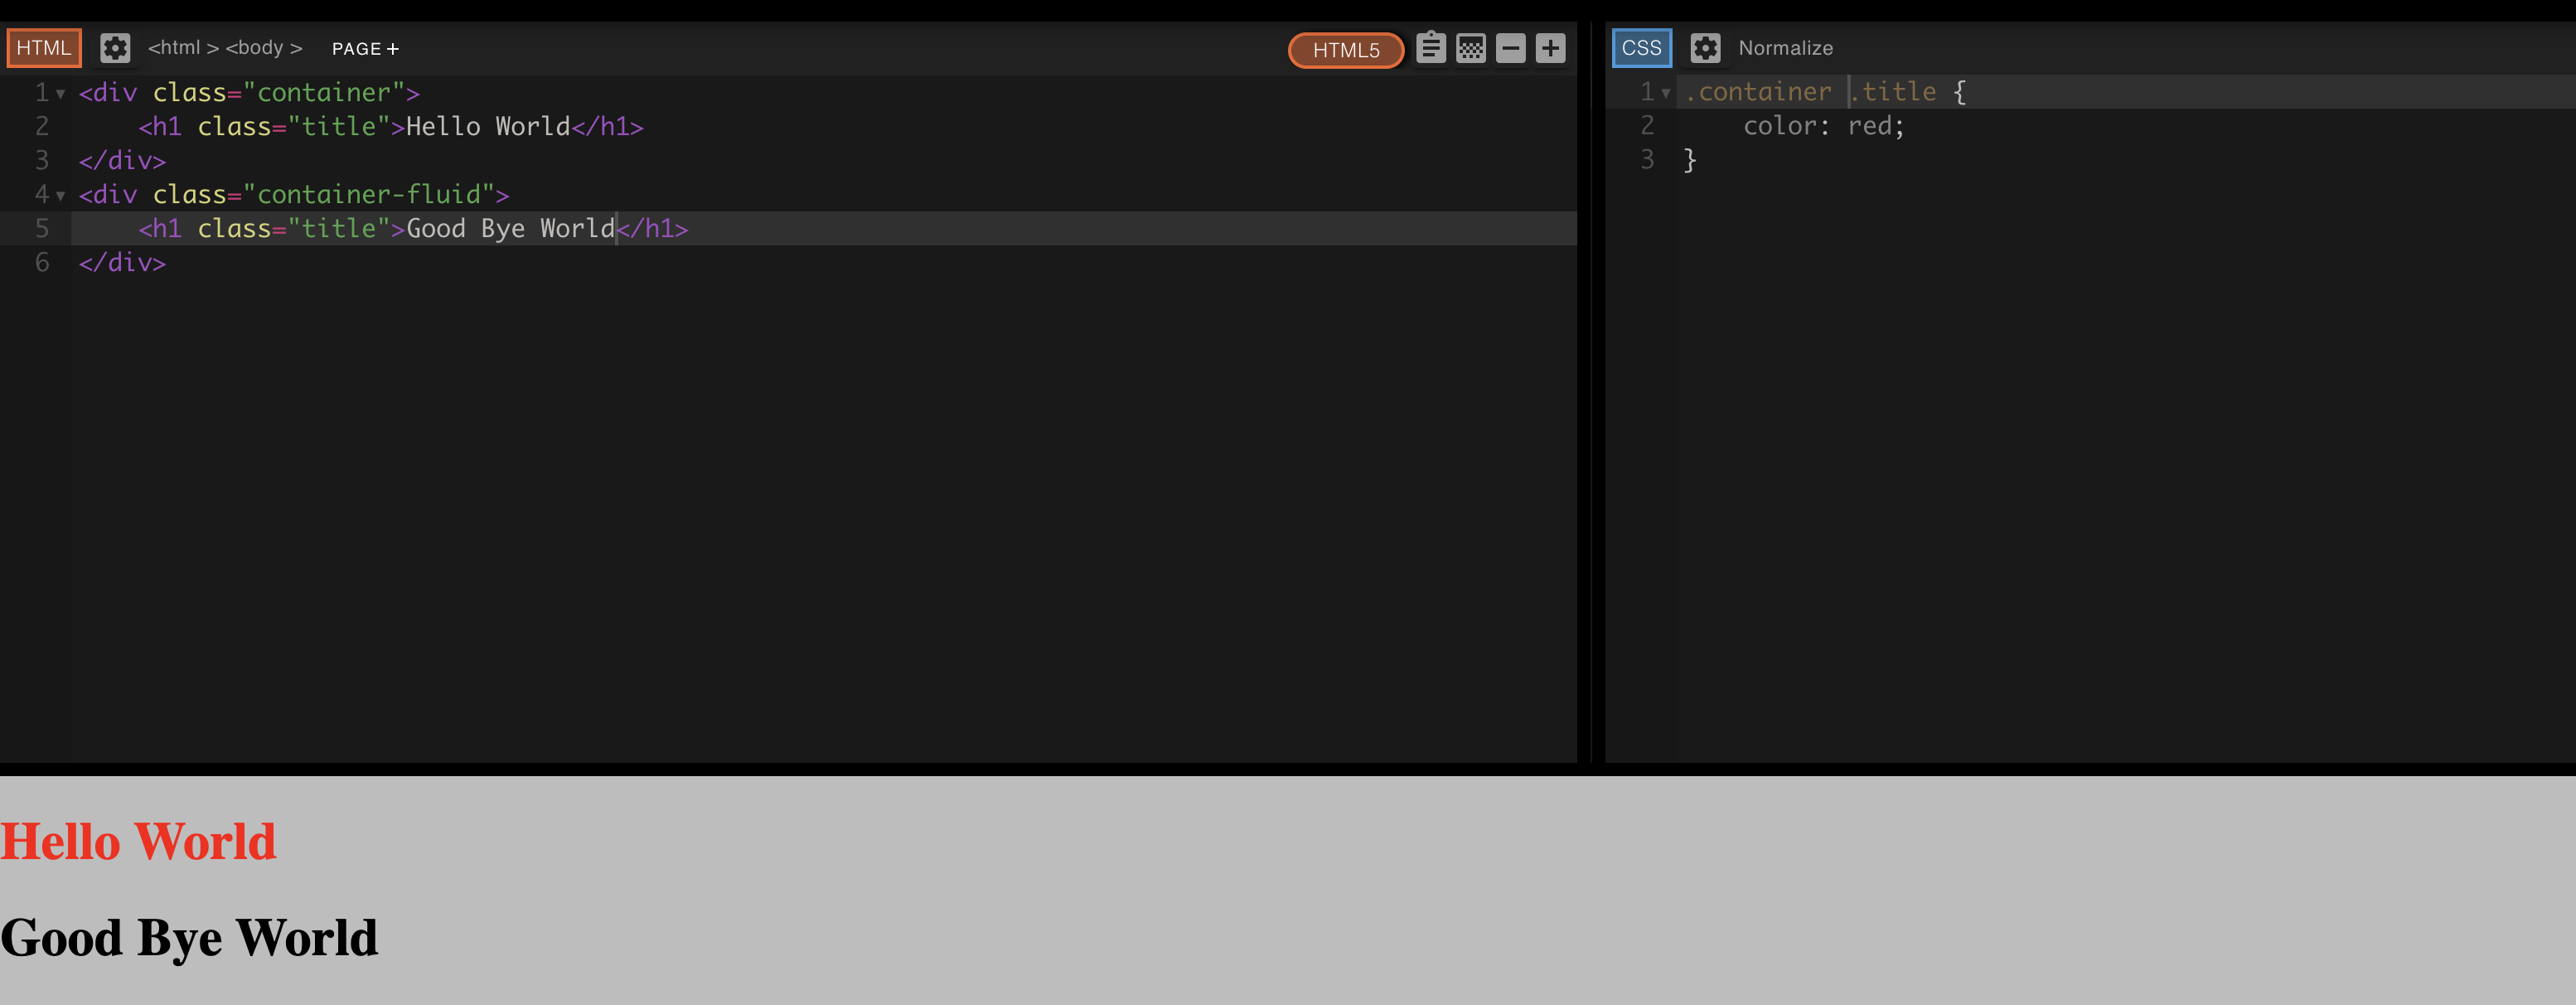 HTML <html > <body > PAGE+ HTML5
1 <div class="container">
2     <h1 class="title">Hello World</h1>
3 </div>
4 <div class="container-fluid">
5     <h1 class="title">Good Bye World</h1>
6 </div>
CSS Normalize
1 .container .title {
2     color: red;
3 }
Hello World
Good Bye World